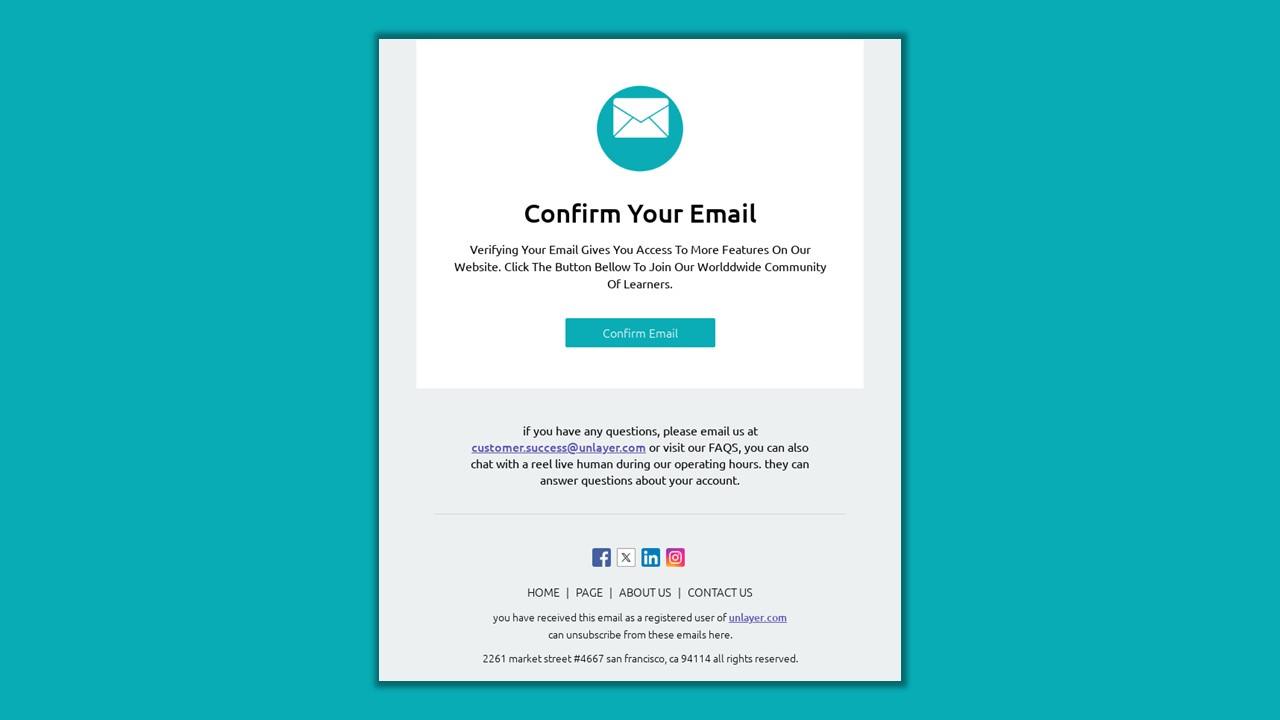 Confirm Your Email
Verifying Your Email Gives You Access To More Features On Our
Website. Click The Button Bellow To Join Our Worlddwide Community
Of Learners.
Confirm Email
if you have any questions, please email us at
customer.success@unlayer.com or visit our FAQS, you can also
chat with a reel live human during our operating hours. they can
answer questions about your account.
HOME | PAGE | ABOUT US | CONTACT US
you have received this email as a registered user of unlayer.com
can unsubscribe from these emails here.
2261 market street #4667 san francisco, ca 94114 all rights reserved.